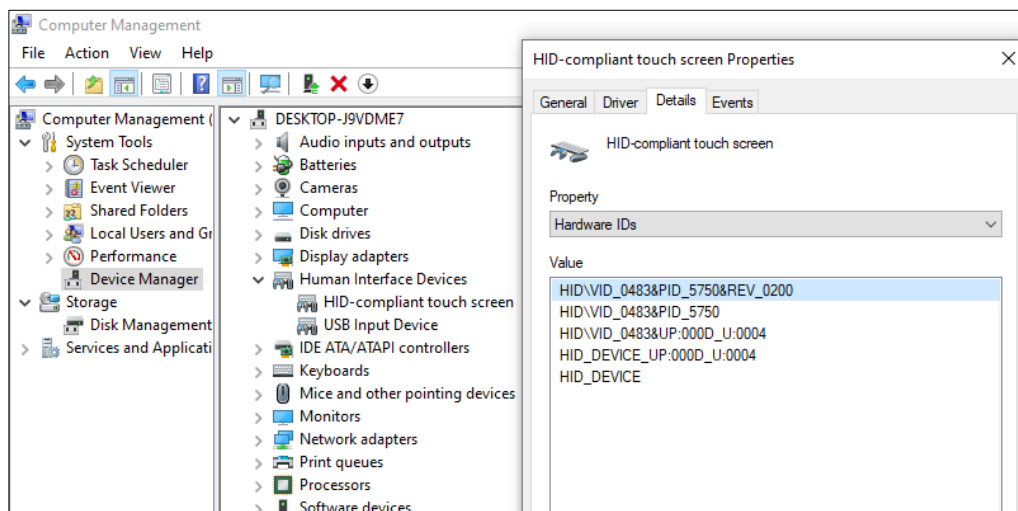 Computer Management
File Action View Help
Computer Management (
System Tools
Task Scheduler
Event Viewer
Shared Folders
Local Users and Gr
Performance
Device Manager
Storage
Disk Management
Services and Applicati
DESKTOP-J9VDME7
Audio inputs and outputs
Batteries
Cameras
Computer
Disk drives
Display adapters
Human Interface Devices
HID-compliant touch screen
USB Input Device
IDE ATA/ATAPI controllers
Keyboards
Mice and other pointing devices
Monitors
Network adapters
Print queues
Processors
Software devices
HID-compliant touch screen Properties
General Driver Details Events
HID-compliant touch screen
Property
Hardware IDs
Value
HID\VID_0483&PID_5750&REV_0200
HID\VID_0483&PID_5750
HID\VID_0483&UP:000D_U:0004
HID_DEVICE_UP:000D_U:0004
HID_DEVICE